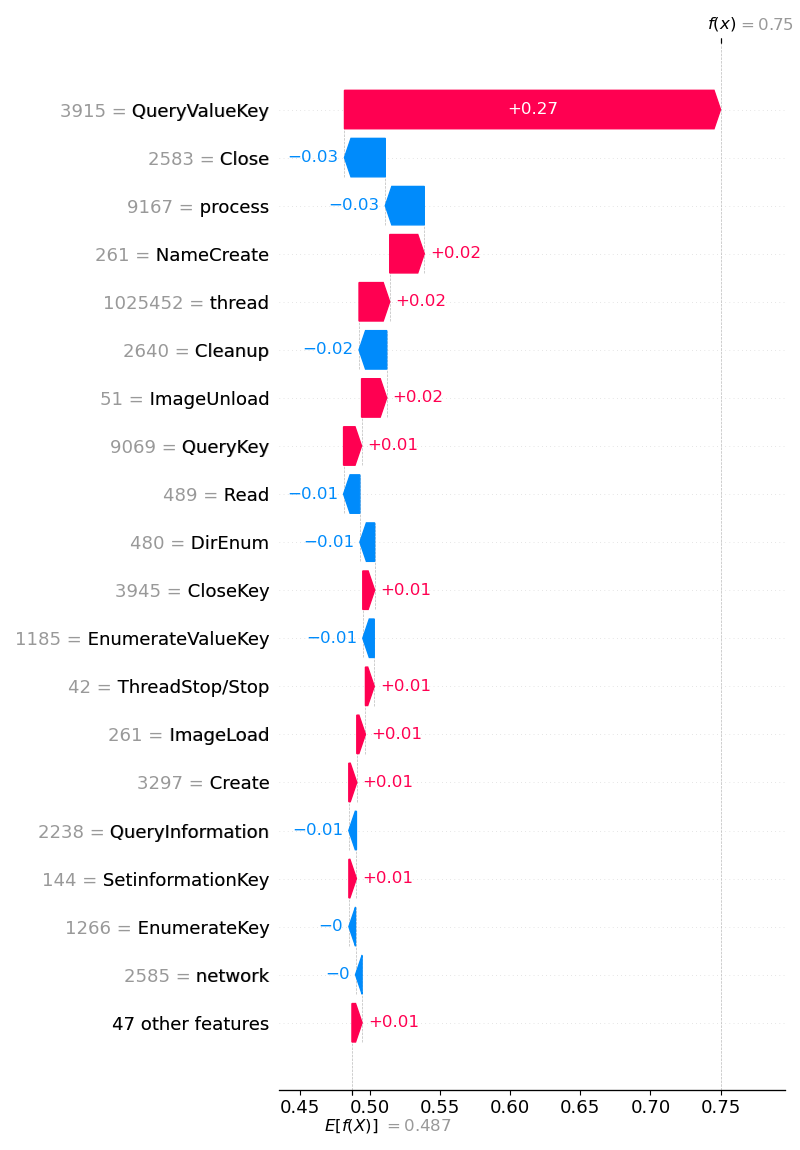 f(x) = 0.75
3915 = QueryValueKey +0.27
2583 = Close −0.03
9167 = process −0.03
261 = NameCreate +0.02
1025452 = thread +0.02
2640 = Cleanup −0.02
51 = ImageUnload +0.02
9069 = QueryKey +0.01
489 = Read −0.01
480 = DirEnum −0.01
3945 = CloseKey +0.01
1185 = EnumerateValueKey −0.01
42 = ThreadStop/Stop +0.01
261 = ImageLoad +0.01
3297 = Create +0.01
2238 = QueryInformation −0.01
144 = SetinformationKey +0.01
1266 = EnumerateKey −0
2585 = network −0
47 other features +0.01
0.45 0.50 0.55 0.60 0.65 0.70 0.75
E[f(X)] = 0.487